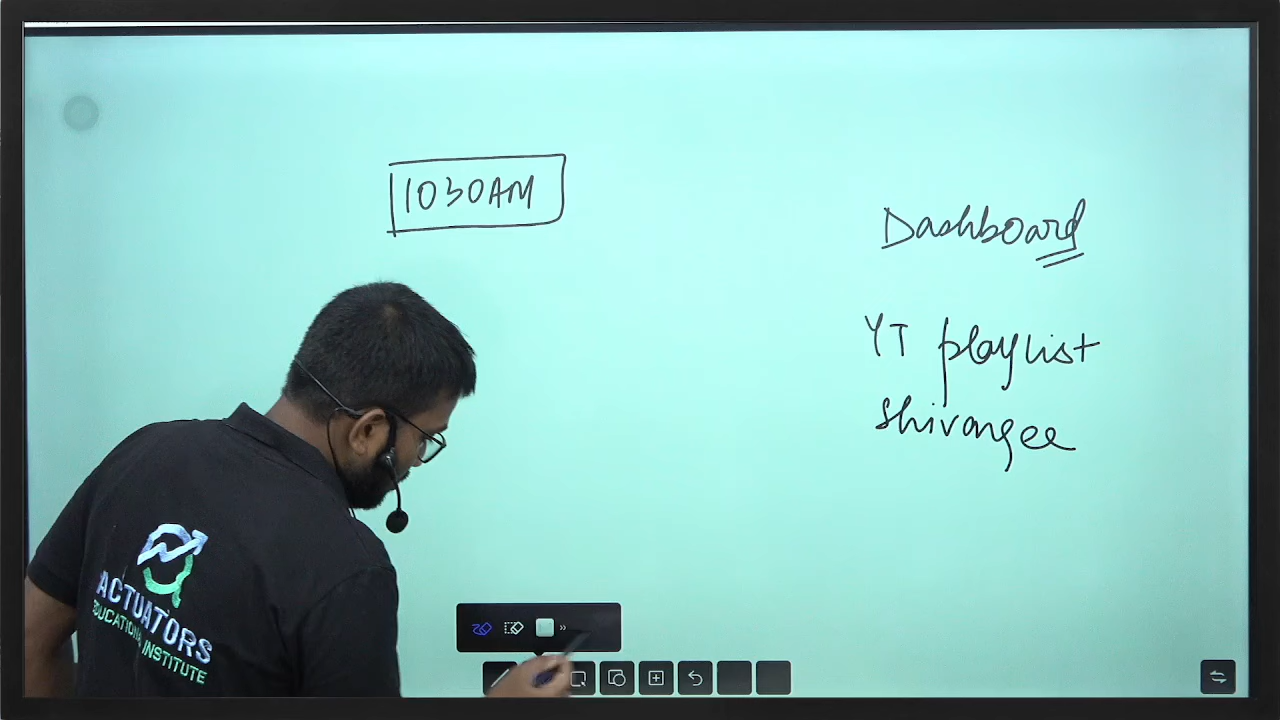 1030AM
Dashboard
YT playlist
Shivangee
ACTUATORS
EDUCATIONAL INSTITUTE